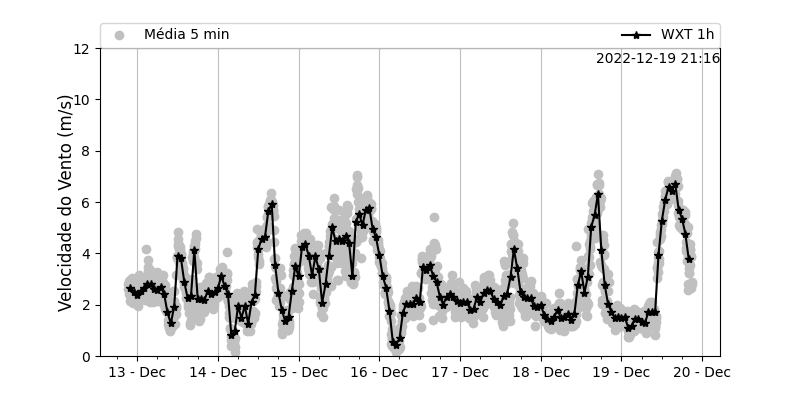 Média 5 min
WXT 1h
2022-12-19 21:16
Velocidade do Vento (m/s)
12
10
8
6
4
2
0
13 - Dec 14 - Dec 15 - Dec 16 - Dec 17 - Dec 18 - Dec 19 - Dec 20 - Dec